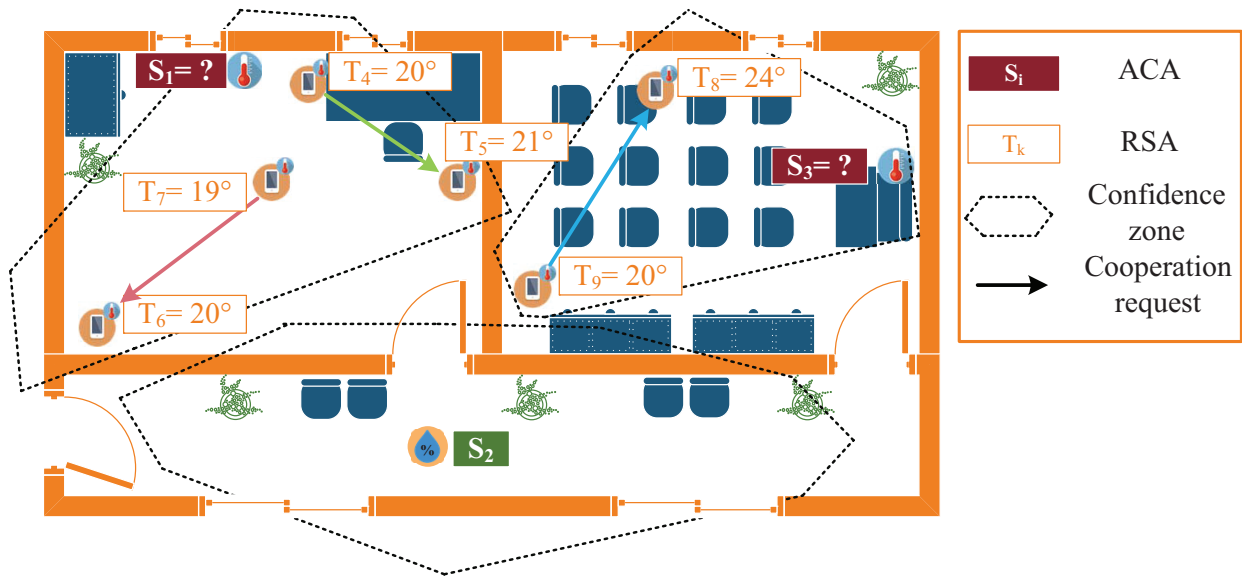 S₁= ?
T₄= 20°
T₈= 24°
T₅= 21°
S₃= ?
T₇= 19°
T₉= 20°
T₆= 20°
%
S₂
Sᵢ
ACA
Tₖ
RSA
Confidence
zone
Cooperation
request